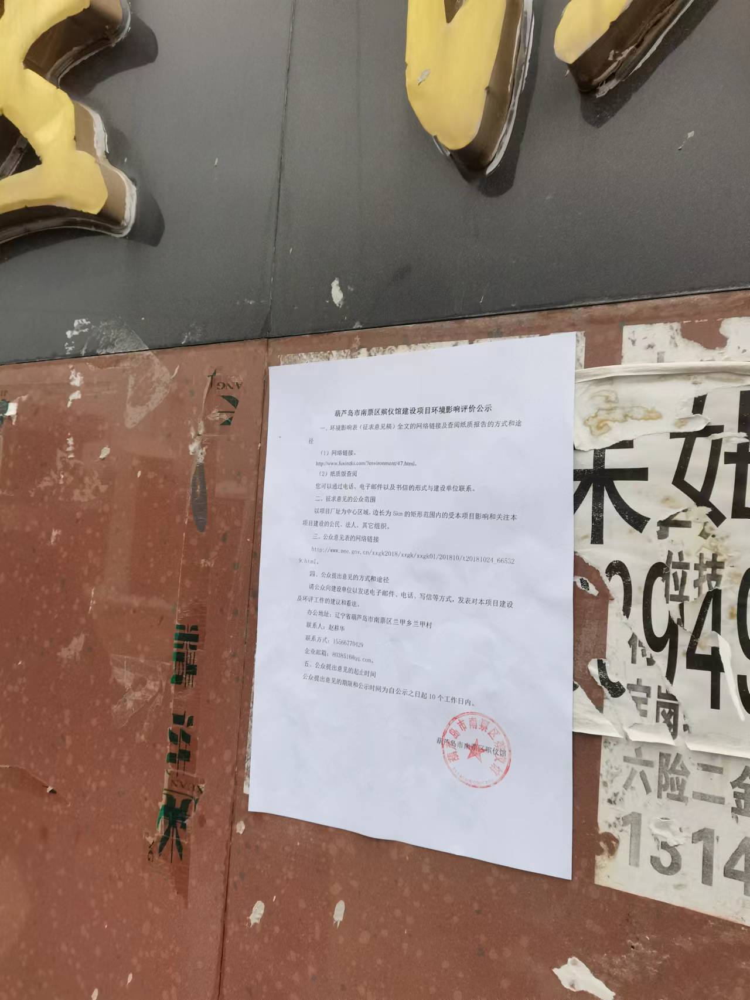 ANG
葫芦岛市南票区殡仪馆建设项目环境影响评价公示
一、环境影响表（征求意见稿）全文的网络链接及查阅纸质报告的方式和途
径
（1）网络链接。
http://www.fuxinzks.com/?environment/47.html。
（2）纸质版查阅
您可以通过电话、电子邮件以及书信的形式与建设单位联系。
二、征求意见的公众范围
以项目厂址为中心区域,边长为 5km 的矩形范围内的受本项目影响和关注本
项目建设的公民、法人、其它组织。
三、公众意见表的网络链接
http://www.mee.gov.cn/xxgk2018/xxgk/xxgk01/201810/t20181024_66532
9.html。
四、公众提出意见的方式和途径
请公众向建设单位以发送电子邮件、电话、写信等方式，发表对本项目建设
及环评工作的建议和看法。
办公地址：辽宁省葫芦岛市南票区兰甲乡兰甲村
联系人：赵耕华
联系方式：15566770429
企业邮箱：8038516@qq.com。
五、公众提出意见的起止时间
公众提出意见的期限和公示时间为自公示之日起 10 个工作日内。
葫芦岛市南票区殡仪馆
葫芦岛市南票区殡仪馆
位技
294
岗
六险二金
1314